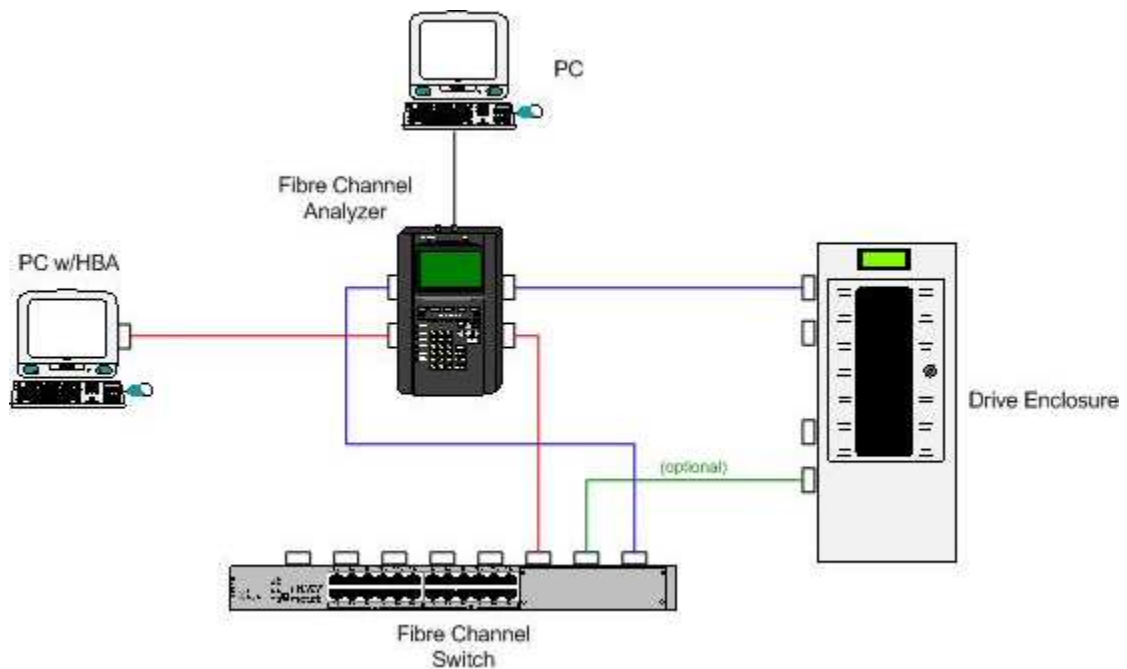 PC
Fibre Channel
Analyzer
PC w/HBA
Drive Enclosure
(optional)
Fibre Channel
Switch